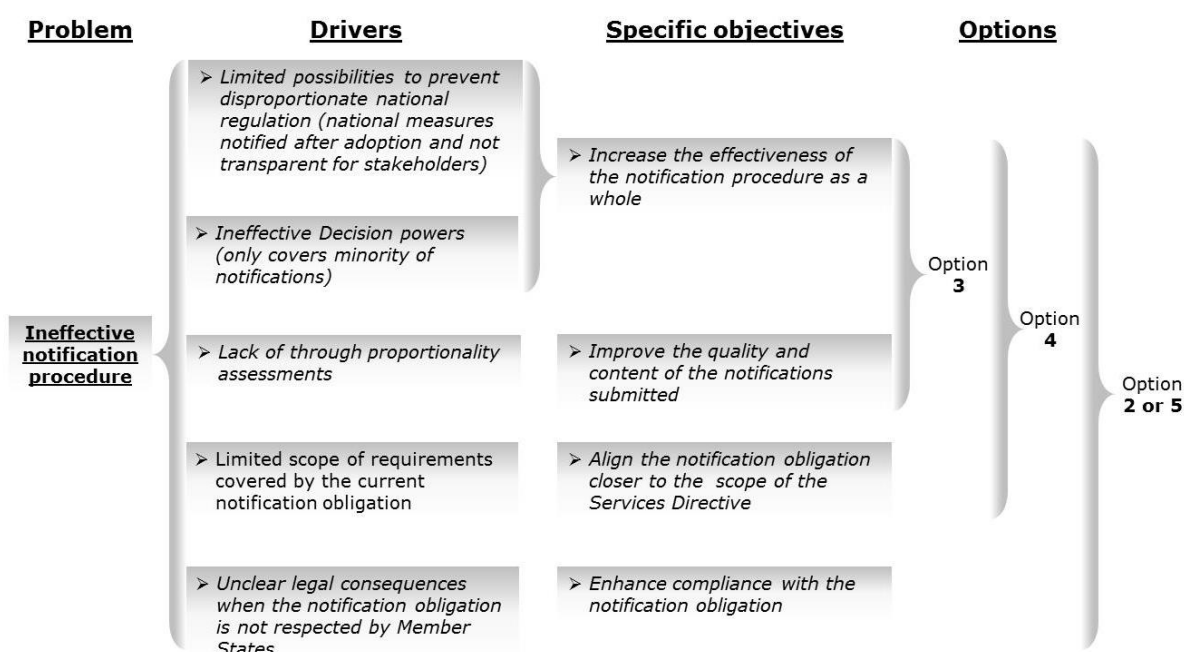 Problem
Drivers
Specific objectives
Options
Ineffective
notification
procedure
➢ Limited possibilities to prevent
disproportionate national
regulation (national measures
notified after adoption and not
transparent for stakeholders)
➢ Ineffective Decision powers
(only covers minority of
notifications)
➢ Lack of through proportionality
assessments
➢ Limited scope of requirements
covered by the current
notification obligation
➢ Unclear legal consequences
when the notification obligation
is not respected by Member
States
➢ Increase the effectiveness of
the notification procedure as a
whole
➢ Improve the quality and
content of the notifications
submitted
➢ Align the notification obligation
closer to the scope of the
Services Directive
➢ Enhance compliance with the
notification obligation
Option
3
Option
4
Option
2 or 5